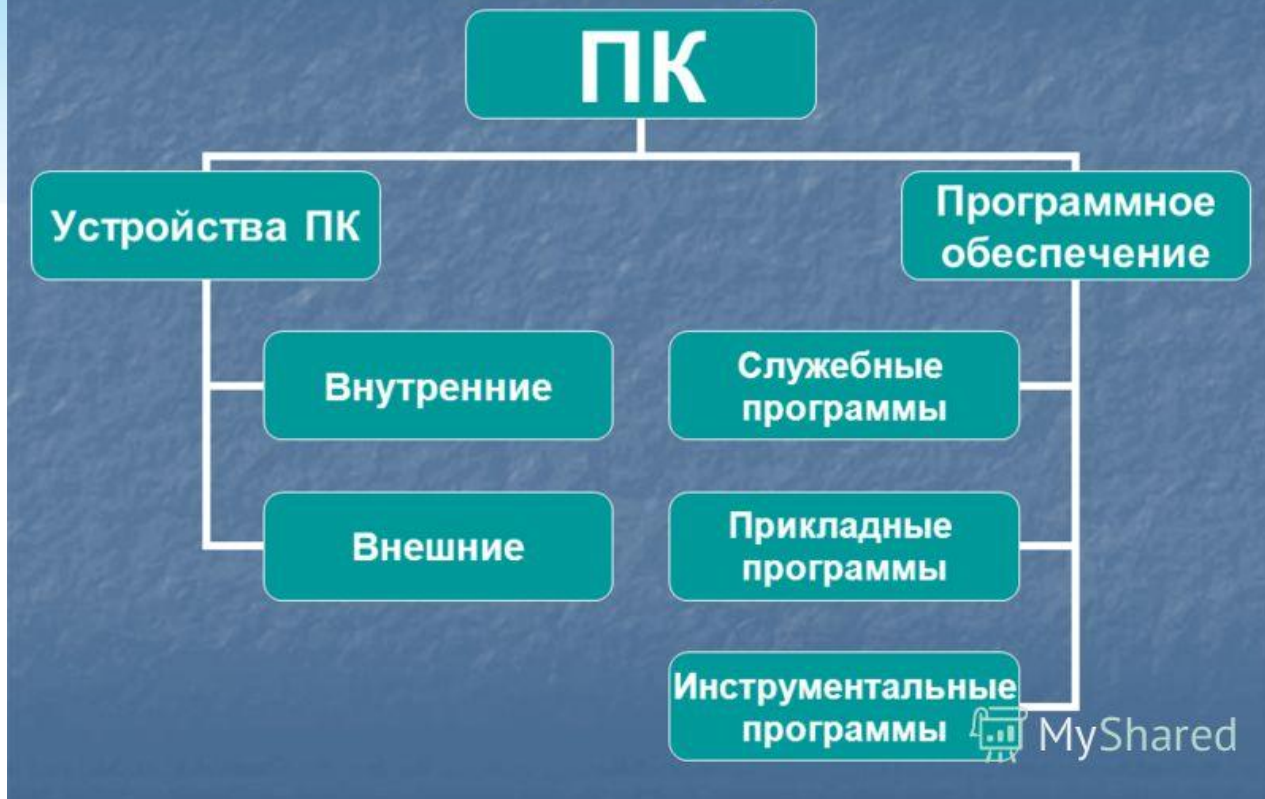 ПК
Устройства ПК
Программное
обеспечение
Внутренние
Служебные
программы
Внешние
Прикладные
программы
Инструментальные
программы
MyShared